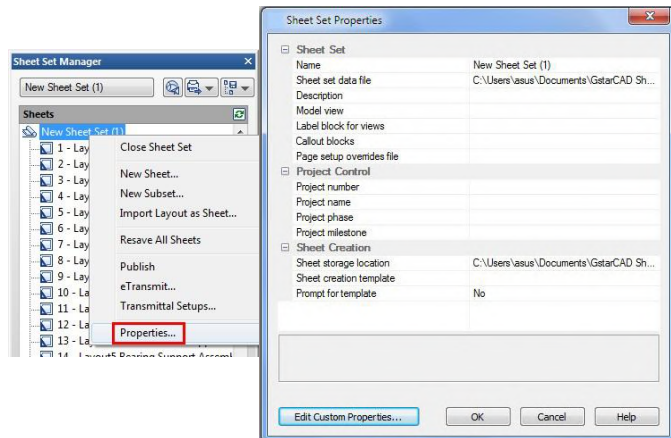 Sheet Set Manager
New Sheet Set (1)
Sheets
New Sheet Set (1)
1 - Lay
2 - Lay
3 - Lay
4 - Lay
5 - Lay
6 - Lay
7 - Lay
8 - Lay
9 - Lay
10 - La
11 - La
12 - La
13 - La
14 - Layout5 Bearing Support Assembl
Close Sheet Set
New Sheet...
New Subset...
Import Layout as Sheet...
Resave All Sheets
Publish
eTransmit...
Transmittal Setups...
Properties...
Sheet Set Properties
Sheet Set
Name New Sheet Set (1)
Sheet set data file C:\Users\asus\Documents\GstarCAD Sh...
Description
Model view
Label block for views
Callout blocks
Page setup overrides file
Project Control
Project number
Project name
Project phase
Project milestone
Sheet Creation
Sheet storage location C:\Users\asus\Documents\GstarCAD Sh...
Sheet creation template
Prompt for template No
Edit Custom Properties... OK Cancel Help